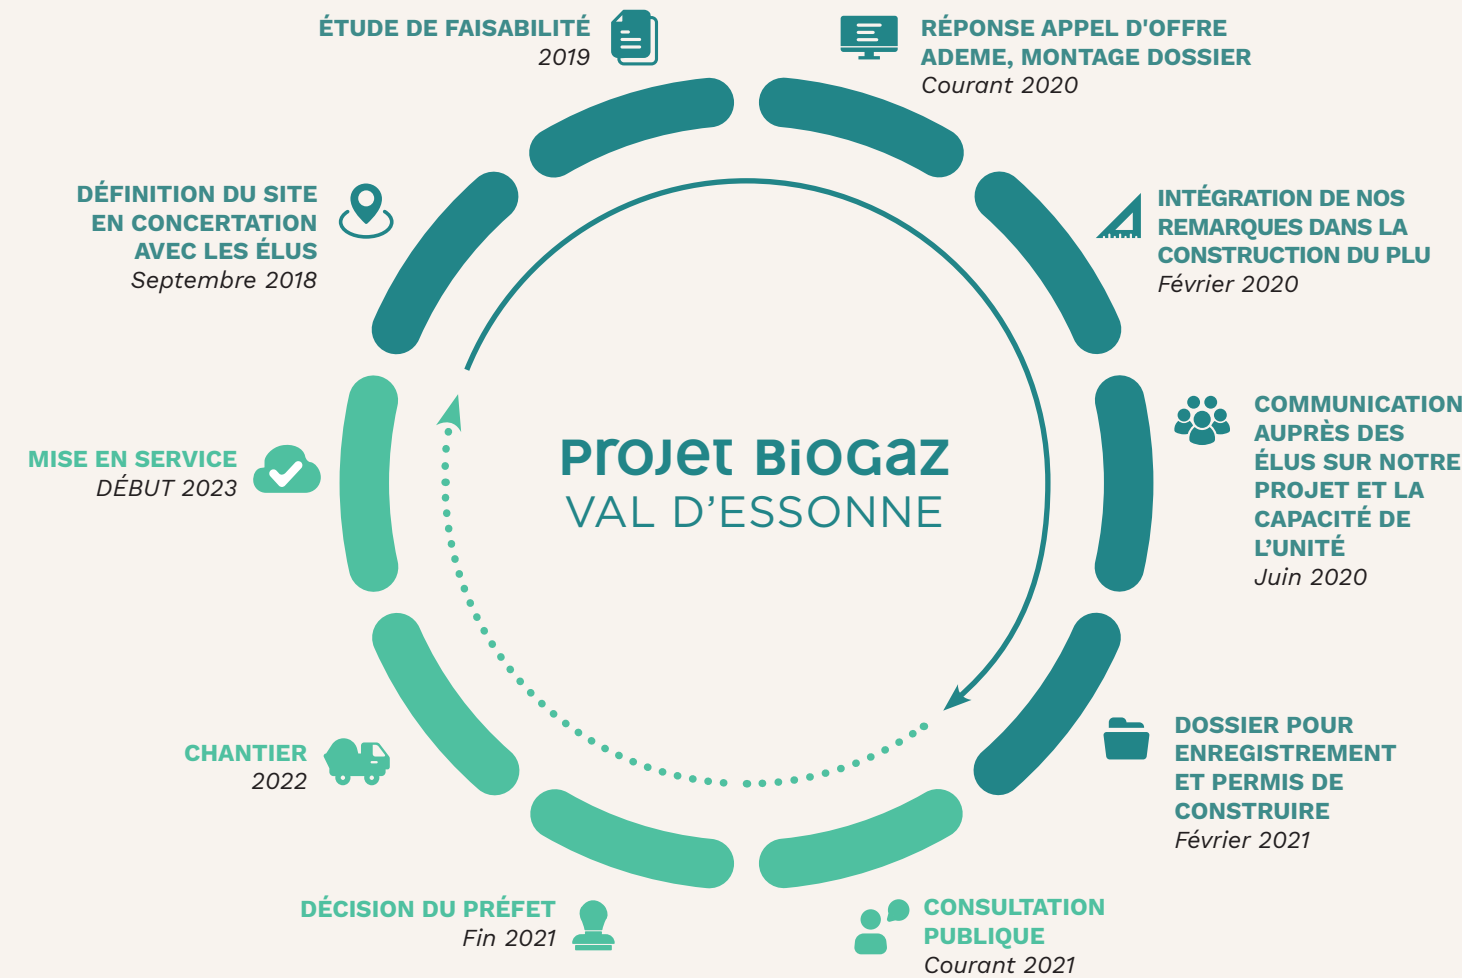 ÉTUDE DE FAISABILITÉ
2019
RÉPONSE APPEL D'OFFRE
ADEME, MONTAGE DOSSIER
Courant 2020
DÉFINITION DU SITE
EN CONCERTATION
AVEC LES ÉLUS
Septembre 2018
INTÉGRATION DE NOS
REMARQUES DANS LA
CONSTRUCTION DU PLU
Février 2020
COMMUNICATION
AUPRÈS DES
ÉLUS SUR NOTRE
PROJET ET LA
CAPACITÉ DE
L’UNITÉ
Juin 2020
PROJET BIOGAZ
VAL D’ESSONNE
MISE EN SERVICE
DÉBUT 2023
DOSSIER POUR
ENREGISTREMENT
ET PERMIS DE
CONSTRUIRE
Février 2021
CHANTIER
2022
DÉCISION DU PRÉFET
Fin 2021
CONSULTATION
PUBLIQUE
Courant 2021